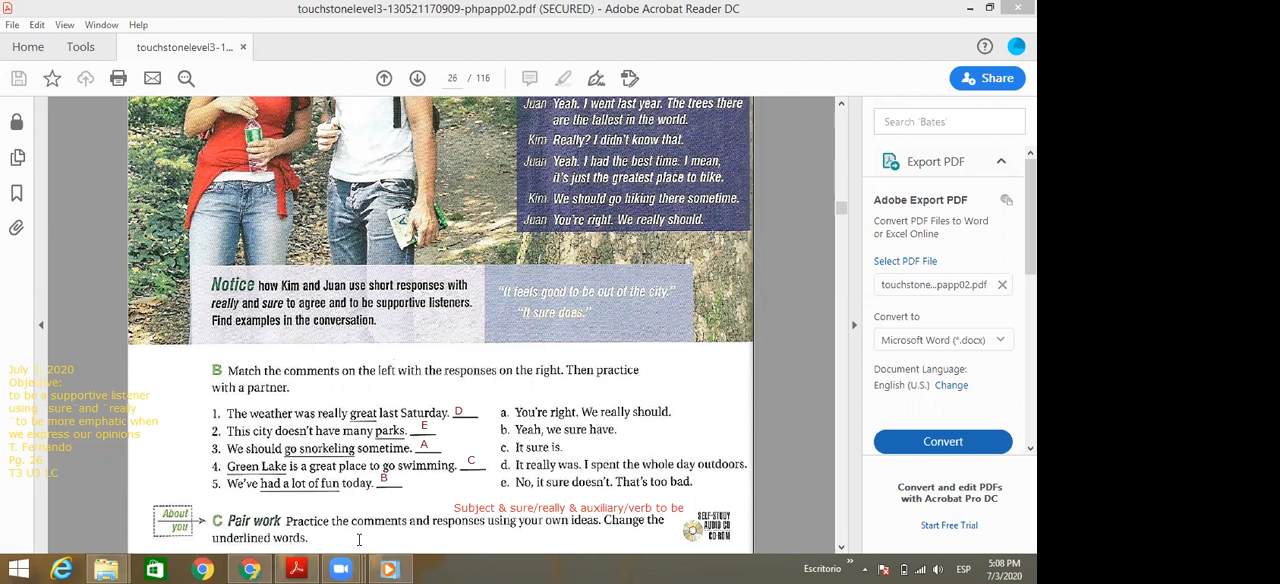 touchstonelevel3-130521170909-phpapp02.pdf (SECURED) - Adobe Acrobat Reader DC
File Edit View Window Help
Home Tools touchstonelevel3-1... ×
26 / 116
Share
Juan Yeah. I went last year. The trees there
are the tallest in the world.
Kim Really? I didn't know that.
Juan Yeah. I had the best time. I mean,
it's just the greatest place to hike.
Kim We should go hiking there sometime.
Juan You're right. We really should.
Notice how Kim and Juan use short responses with
really and sure to agree and to be supportive listeners.
Find examples in the conversation.
"It feels good to be out of the city."
"It sure does."
B Match the comments on the left with the responses on the right. Then practice
with a partner.
1. The weather was really great last Saturday. D
2. This city doesn't have many parks. E
3. We should go snorkeling sometime. A
4. Green Lake is a great place to go swimming. C
5. We've had a lot of fun today. B
a. You're right. We really should.
b. Yeah, we sure have.
c. It sure is.
d. It really was. I spent the whole day outdoors.
e. No, it sure doesn't. That's too bad.
Subject & sure/really & auxiliary/verb to be
About
you
C Pair work Practice the comments and responses using your own ideas. Change the
underlined words.
SELF-STUDY
AUDIO CD
CD-ROM
July 3, 2020
Objective:
to be a supportive listener
using ¨sure¨and ¨really
¨to be more emphatic when
we express our opinions
T. Fernando
Pg. 26
T3 U3 LC
Search 'Bates'
Export PDF
Adobe Export PDF
Convert PDF Files to Word
or Excel Online
Select PDF File
touchstone...papp02.pdf
Convert to
Microsoft Word (*.docx)
Document Language:
English (U.S.) Change
Convert
Convert and edit PDFs
with Acrobat Pro DC
Start Free Trial
Escritorio
ESP
5:08 PM
7/3/2020